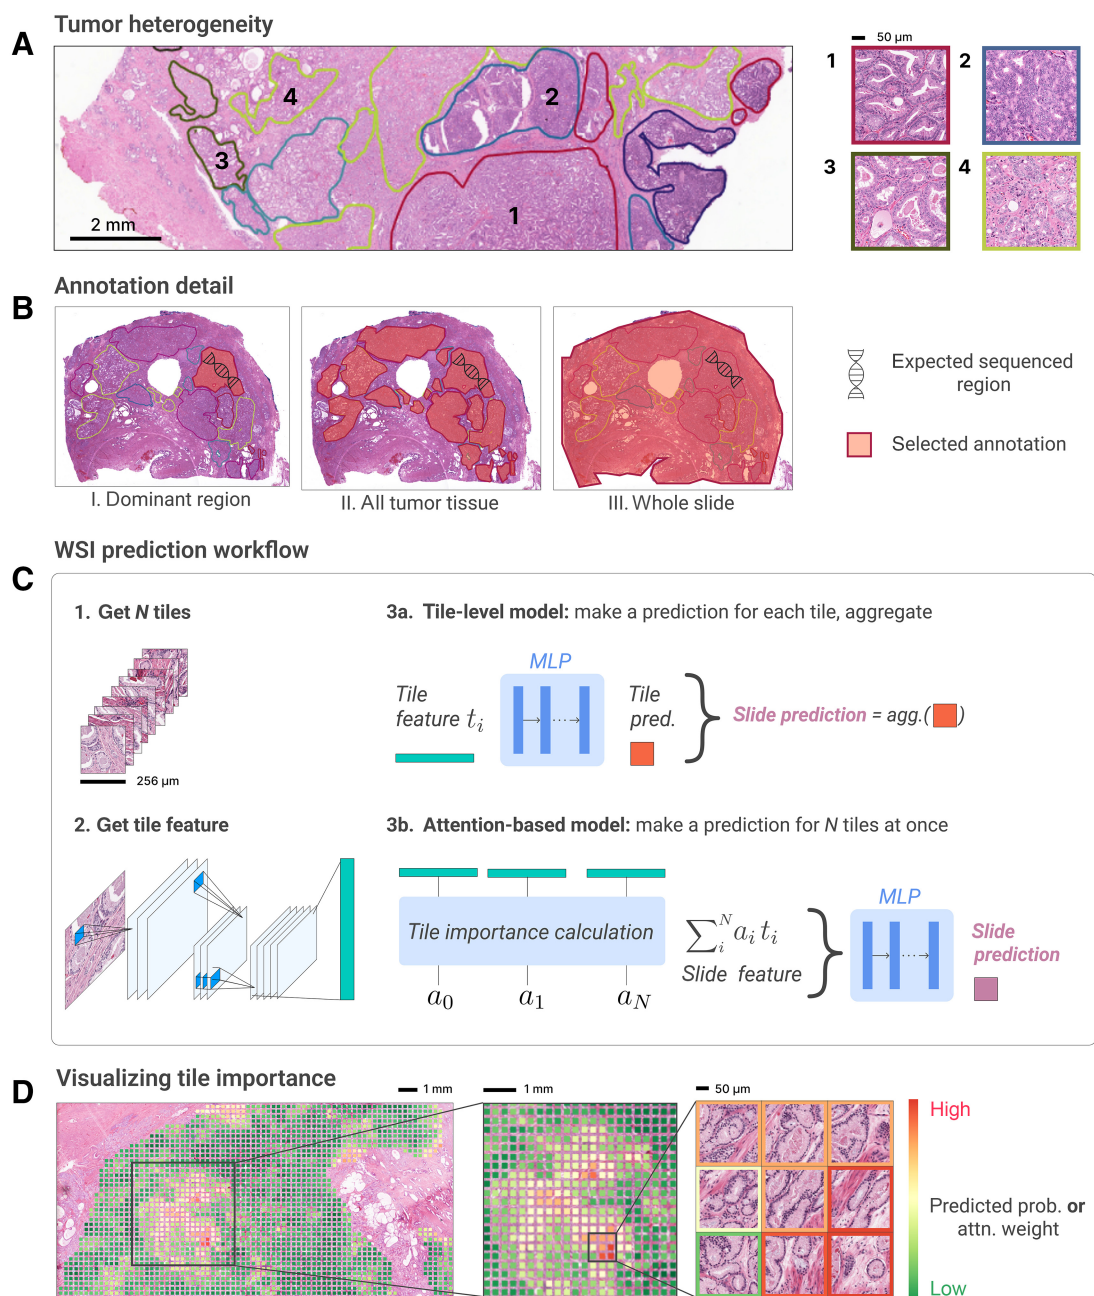 Tumor heterogeneity
A
50 µm
1
2
3
4
1
2
3
4
2 mm
Annotation detail
B
Expected sequenced
region
Selected annotation
I. Dominant region
II. All tumor tissue
III. Whole slide
WSI prediction workflow
C
1. Get N tiles
256 µm
2. Get tile feature
3a. Tile-level model: make a prediction for each tile, aggregate
MLP
Tile
feature t_i
Tile
pred.
Slide prediction = agg.( )
3b. Attention-based model: make a prediction for N tiles at once
Tile importance calculation
a_0
a_1
a_N
∑_i^N a_i t_i
Slide feature
MLP
Slide
prediction
D
Visualizing tile importance
1 mm
1 mm
50 µm
High
Predicted prob. or
attn. weight
Low